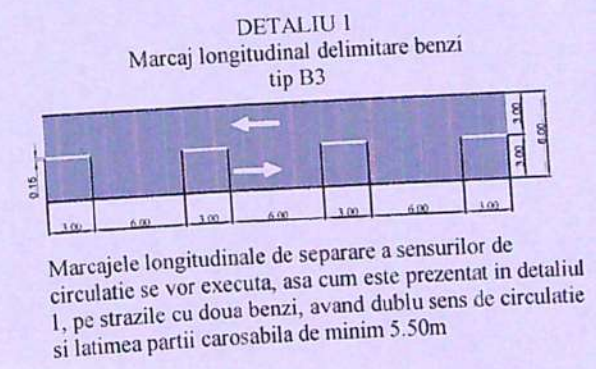 DETALIU 1
Marcaj longitudinal delimitare benzi
tip B3
3.00
3.00
6.00
0.15
3.00 6.00 3.00 6.00 3.00 6.00 3.00
Marcajele longitudinale de separare a sensurilor de
circulatie se vor executa, asa cum este prezentat in detaliul
1, pe strazile cu doua benzi, avand dublu sens de circulatie
si latimea partii carosabila de minim 5.50m